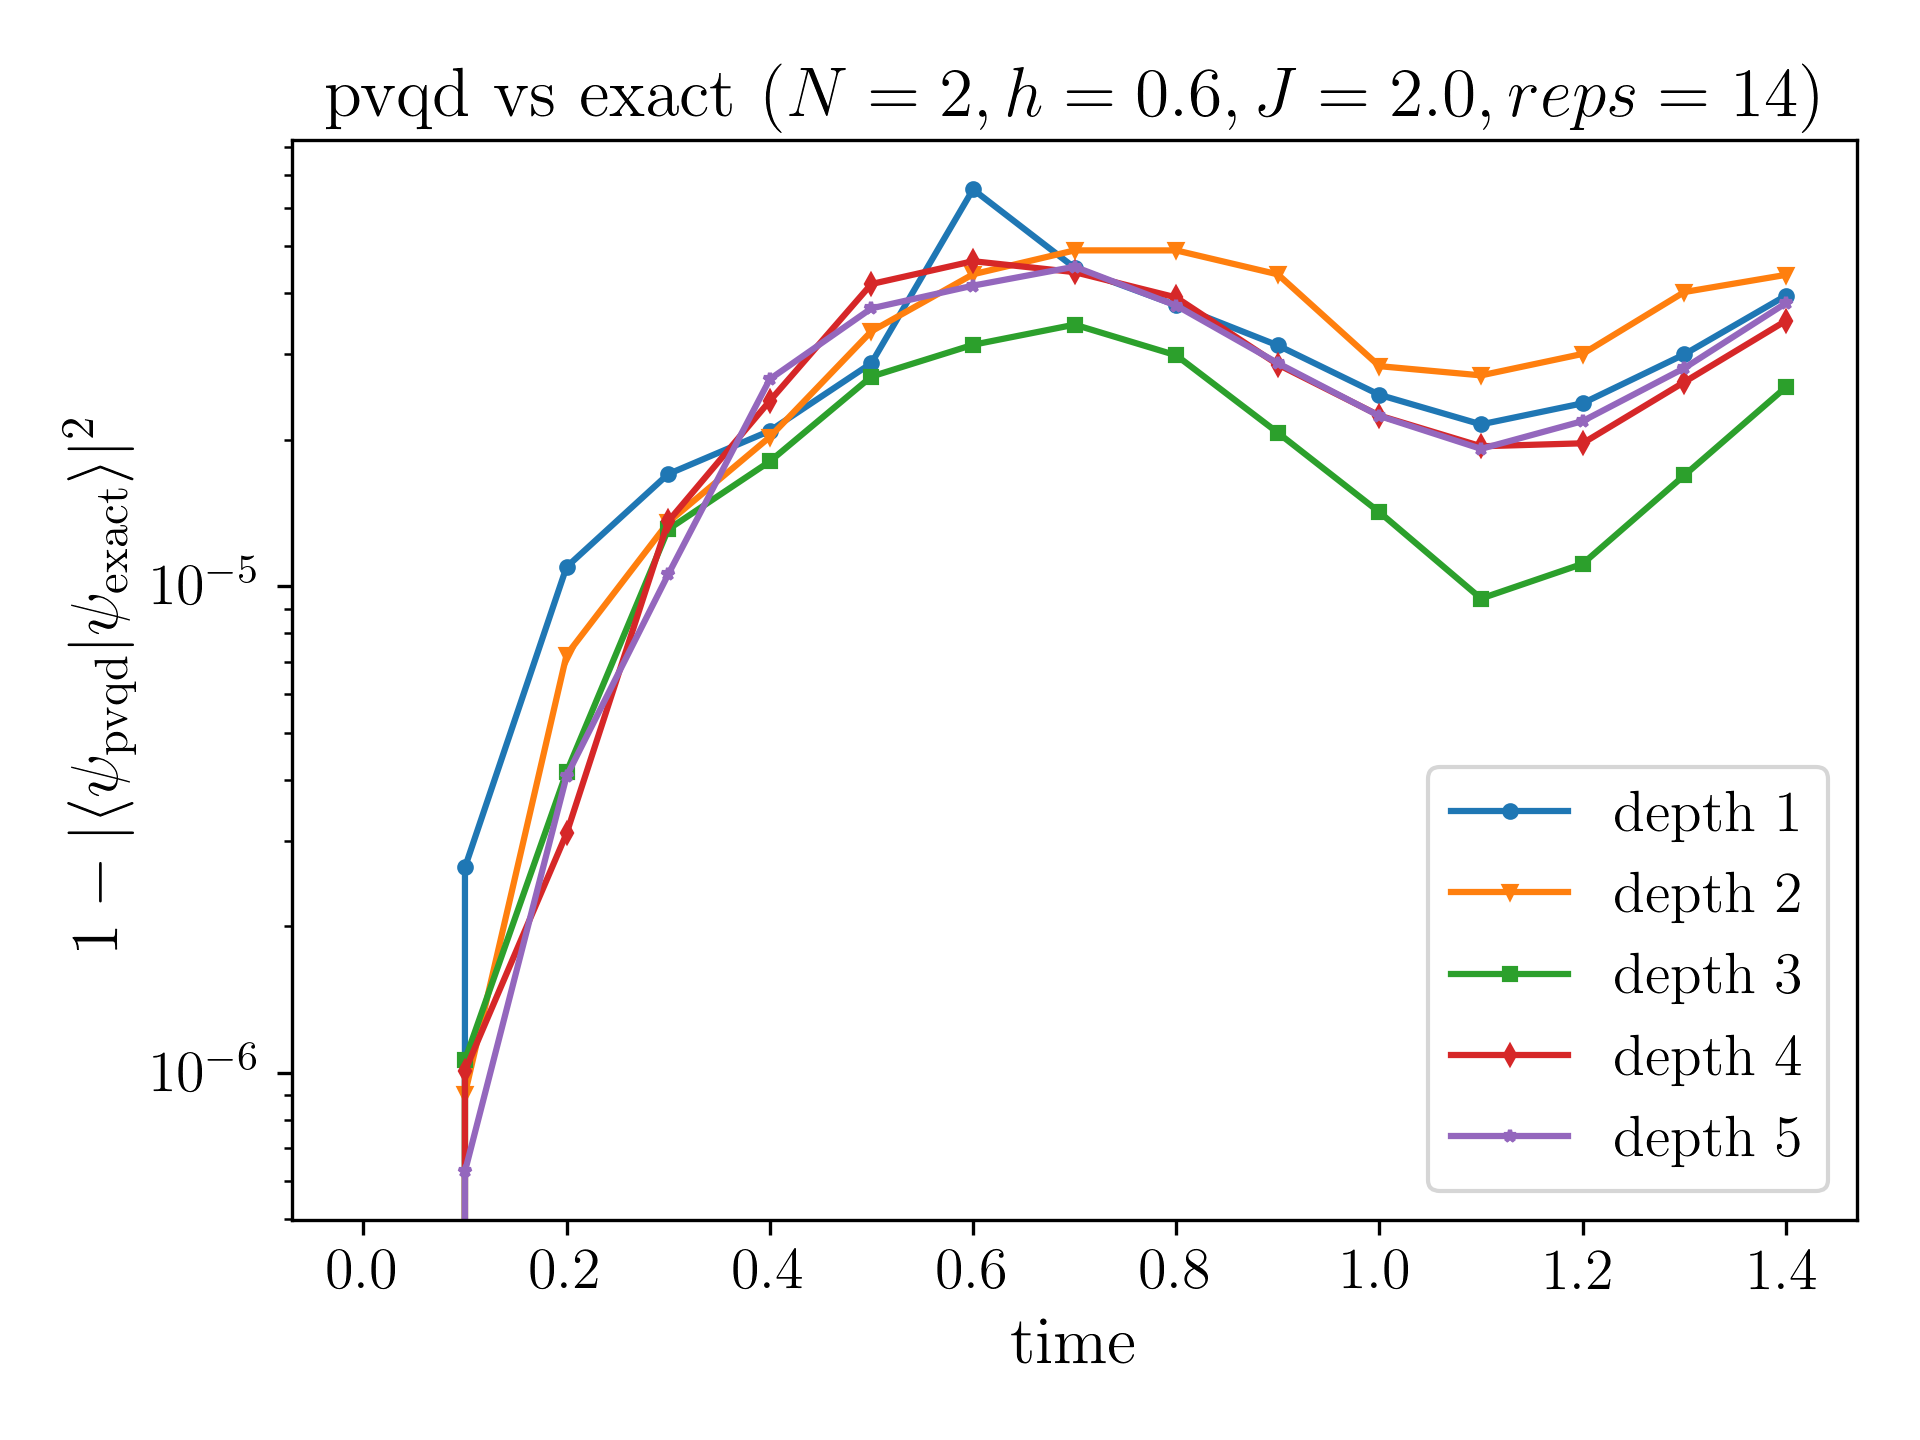 pvqd vs exact (N = 2, h = 0.6, J = 2.0, reps = 14)
1 − |⟨ψ_pvqd|ψ_exact⟩|²
10⁻⁵
10⁻⁶
depth 1
depth 2
depth 3
depth 4
depth 5
0.0 0.2 0.4 0.6 0.8 1.0 1.2 1.4
time